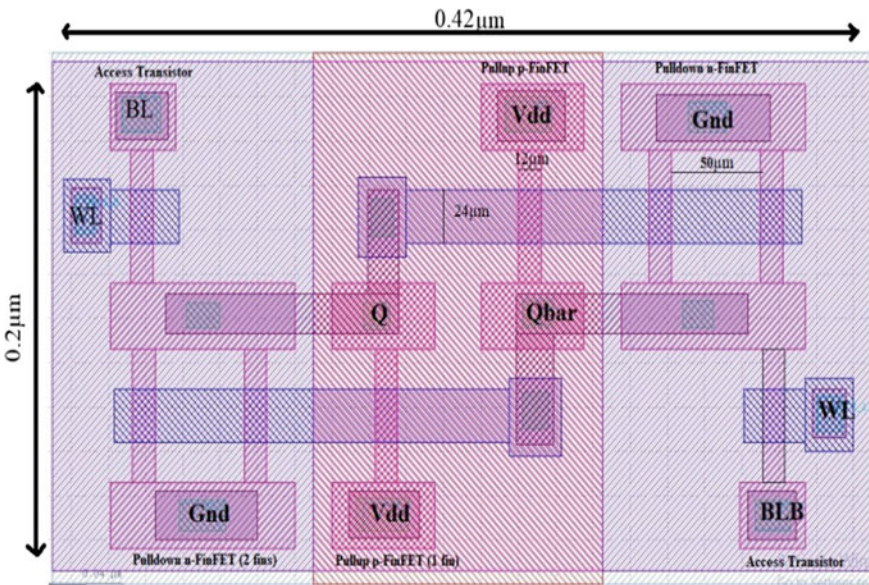 0.42μm
Access Transistor
Pullup p-FinFET
Pulldown n-FinFET
BL
Vdd
Gnd
12μm
50μm
WL
24μm
0.2μm
Q
Qbar
WL
Gnd
Vdd
BLB
Pulldown n-FinFET (2 fins)
Pullup p-FinFET (1 fin)
Access Transistor